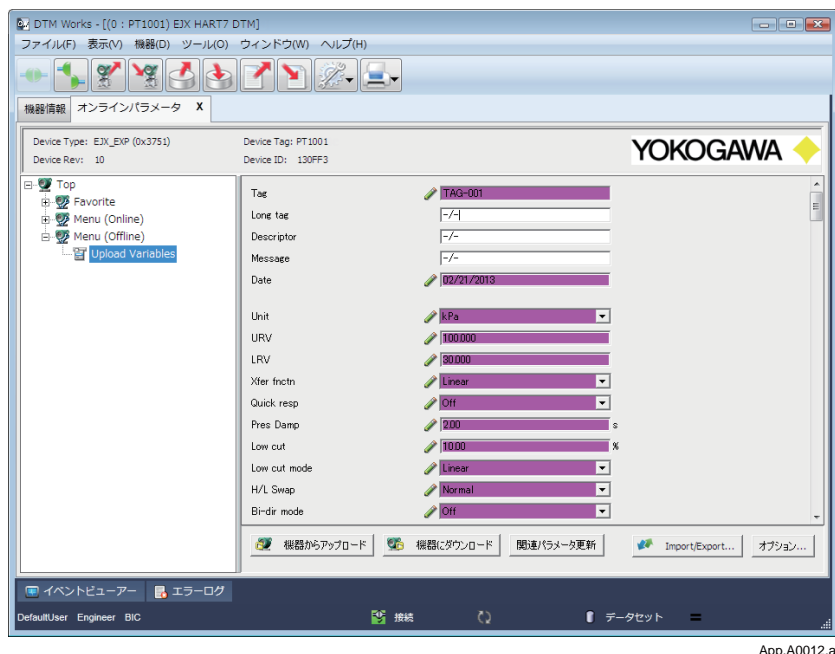 DTM Works - [(0 : PT1001) EJX HART7 DTM]
ファイル(F) 表示(V) 機器(D) ツール(O) ウィンドウ(W) ヘルプ(H)
機器情報 オンラインパラメータ X
Device Type: EJX_EXP (0x3751) Device Tag: PT1001
Device Rev: 10 Device ID: 130FF3
YOKOGAWA
Top
Favorite
Menu (Online)
Menu (Offline)
Upload Variables
Tag TAG-001
Long tag -/-
Descriptor -/-
Message -/-
Date 02/21/2013
Unit kPa
URV 100.000
LRV 30.000
Xfer fnctn Linear
Quick resp Off
Pres Damp 2.00 s
Low cut 10.00 %
Low cut mode Linear
H/L Swap Normal
Bi-dir mode Off
機器からアップロード 機器にダウンロード 関連パラメータ更新 Import/Export... オプション...
イベントビューアー エラーログ
DefaultUser Engineer BIC 接続 データセット
App.A0012.a